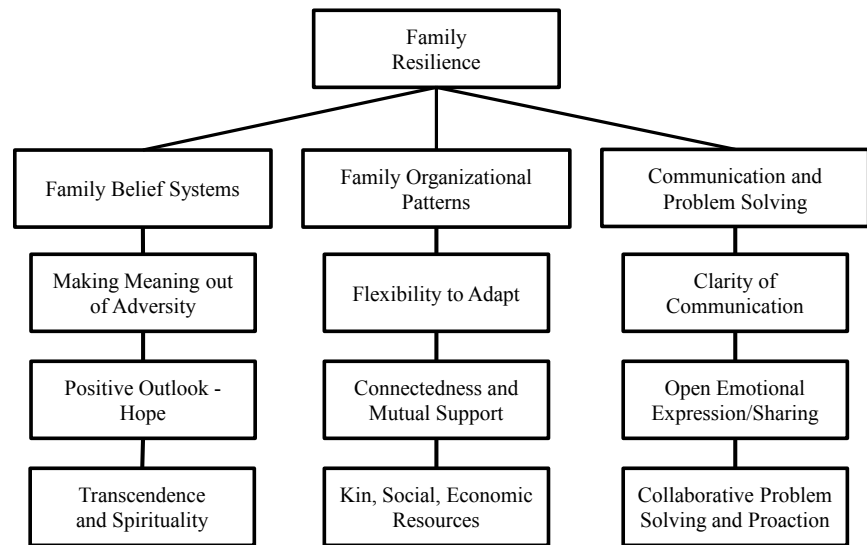 Family
Resilience
Family Belief Systems
Family Organizational
Patterns
Communication and
Problem Solving
Making Meaning out
of Adversity
Flexibility to Adapt
Clarity of
Communication
Positive Outlook -
Hope
Connectedness and
Mutual Support
Open Emotional
Expression/Sharing
Transcendence
and Spirituality
Kin, Social, Economic
Resources
Collaborative Problem
Solving and Proaction